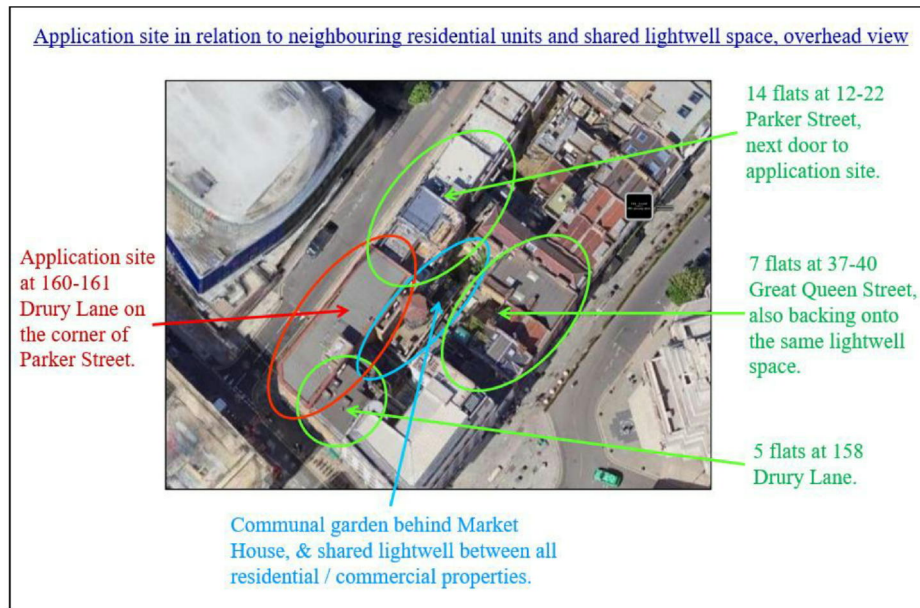 Application site in relation to neighbouring residential units and shared lightwell space, overhead view
14 flats at 12-22
Parker Street,
next door to
application site.
Application site
at 160-161
Drury Lane on
the corner of
Parker Street.
7 flats at 37-40
Great Queen Street,
also backing onto
the same lightwell
space.
5 flats at 158
Drury Lane.
Communal garden behind Market
House, & shared lightwell between all
residential / commercial properties.